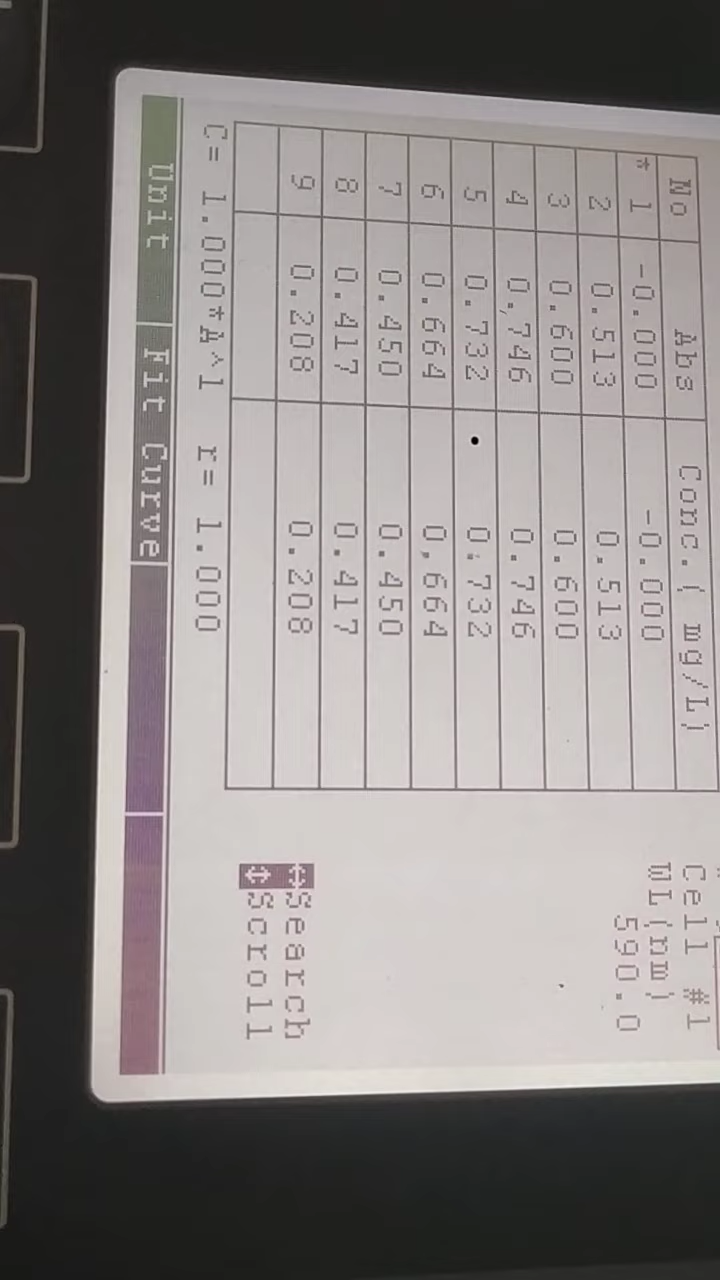 No Abs Conc.( mg/L)
* 1 -0.000 -0.000
2 0.513 0.513
3 0.600 0.600
4 0.746 0.746
5 0.732 0.732
6 0.664 0.664
7 0.450 0.450
8 0.417 0.417
9 0.208 0.208
C= 1.000*A^1 r= 1.000
Cell #1
WL(nm)
590.0
↔Search
↕Scroll
Unit Fit Curve